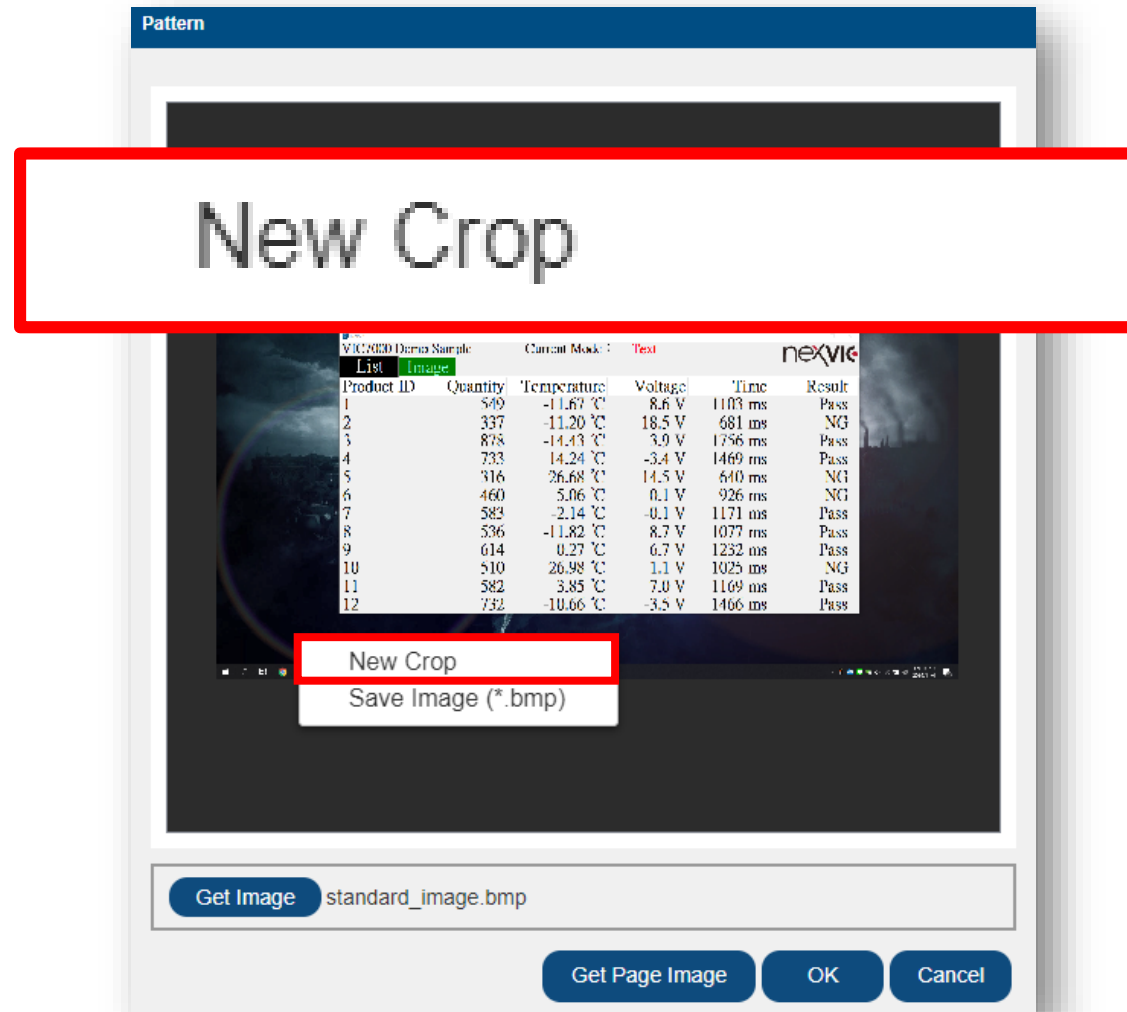 Pattern
New Crop
VIC7000 Demo Sample Current Mode : Text nexvic
List Image
Product ID Quantity Temperature Voltage Time Result
1 549 -11.67 ℃ 8.6 V 1103 ms Pass
2 337 -11.20 ℃ 18.5 V 681 ms NG
3 878 -14.43 ℃ 3.9 V 1756 ms Pass
4 733 14.24 ℃ -3.4 V 1469 ms Pass
5 316 26.68 ℃ 14.5 V 640 ms NG
6 460 5.06 ℃ 0.1 V 926 ms NG
7 583 -2.14 ℃ -0.1 V 1171 ms Pass
8 536 -11.82 ℃ 8.7 V 1077 ms Pass
9 614 0.27 ℃ 6.7 V 1232 ms Pass
10 510 26.98 ℃ 1.1 V 1025 ms NG
11 582 3.85 ℃ 7.0 V 1169 ms Pass
12 732 -10.66 ℃ -3.5 V 1466 ms Pass
New Crop
Save Image (*.bmp)
Get Image standard_image.bmp
Get Page Image OK Cancel